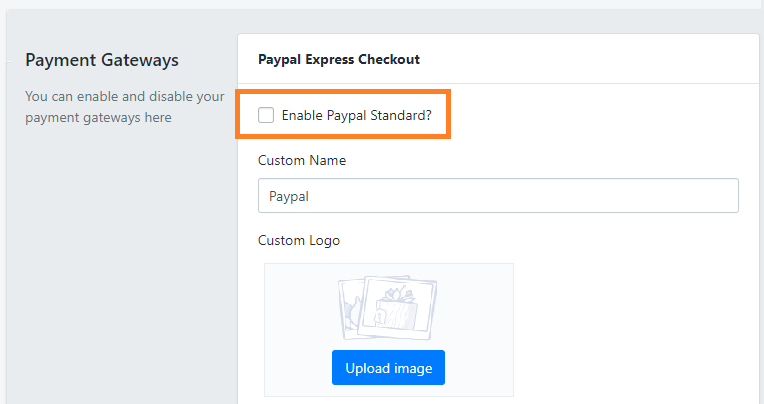 Payment Gateways
You can enable and disable your
payment gateways here
Paypal Express Checkout
Enable Paypal Standard?
Custom Name
Paypal
Custom Logo
Upload image